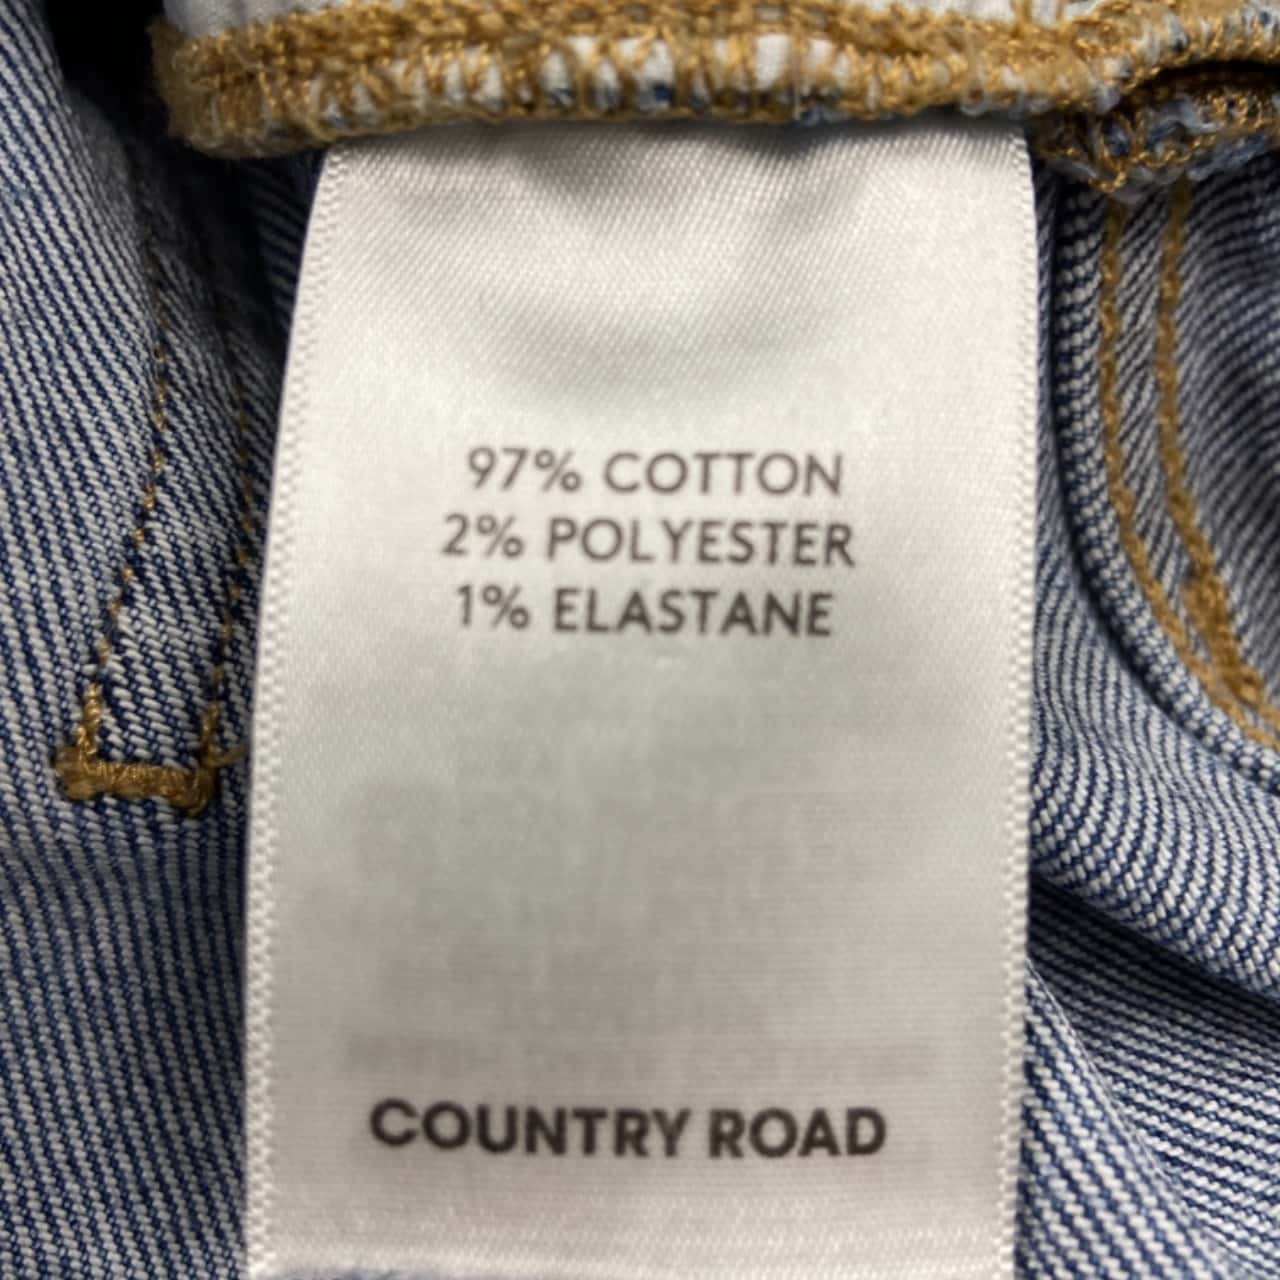 97% COTTON
2% POLYESTER
1% ELASTANE
COUNTRY ROAD